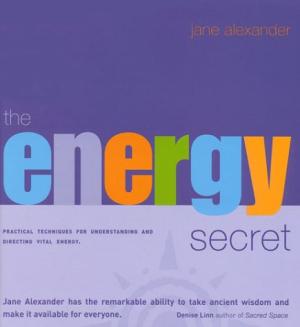 jane alexander
the
energy
PRACTICAL TECHNIQUES FOR UNDERSTANDING AND
DIRECTING VITAL ENERGY.
secret
Jane Alexander has the remarkable ability to take ancient wisdom and
make it available for everyone. Denise Linn author of Sacred Space